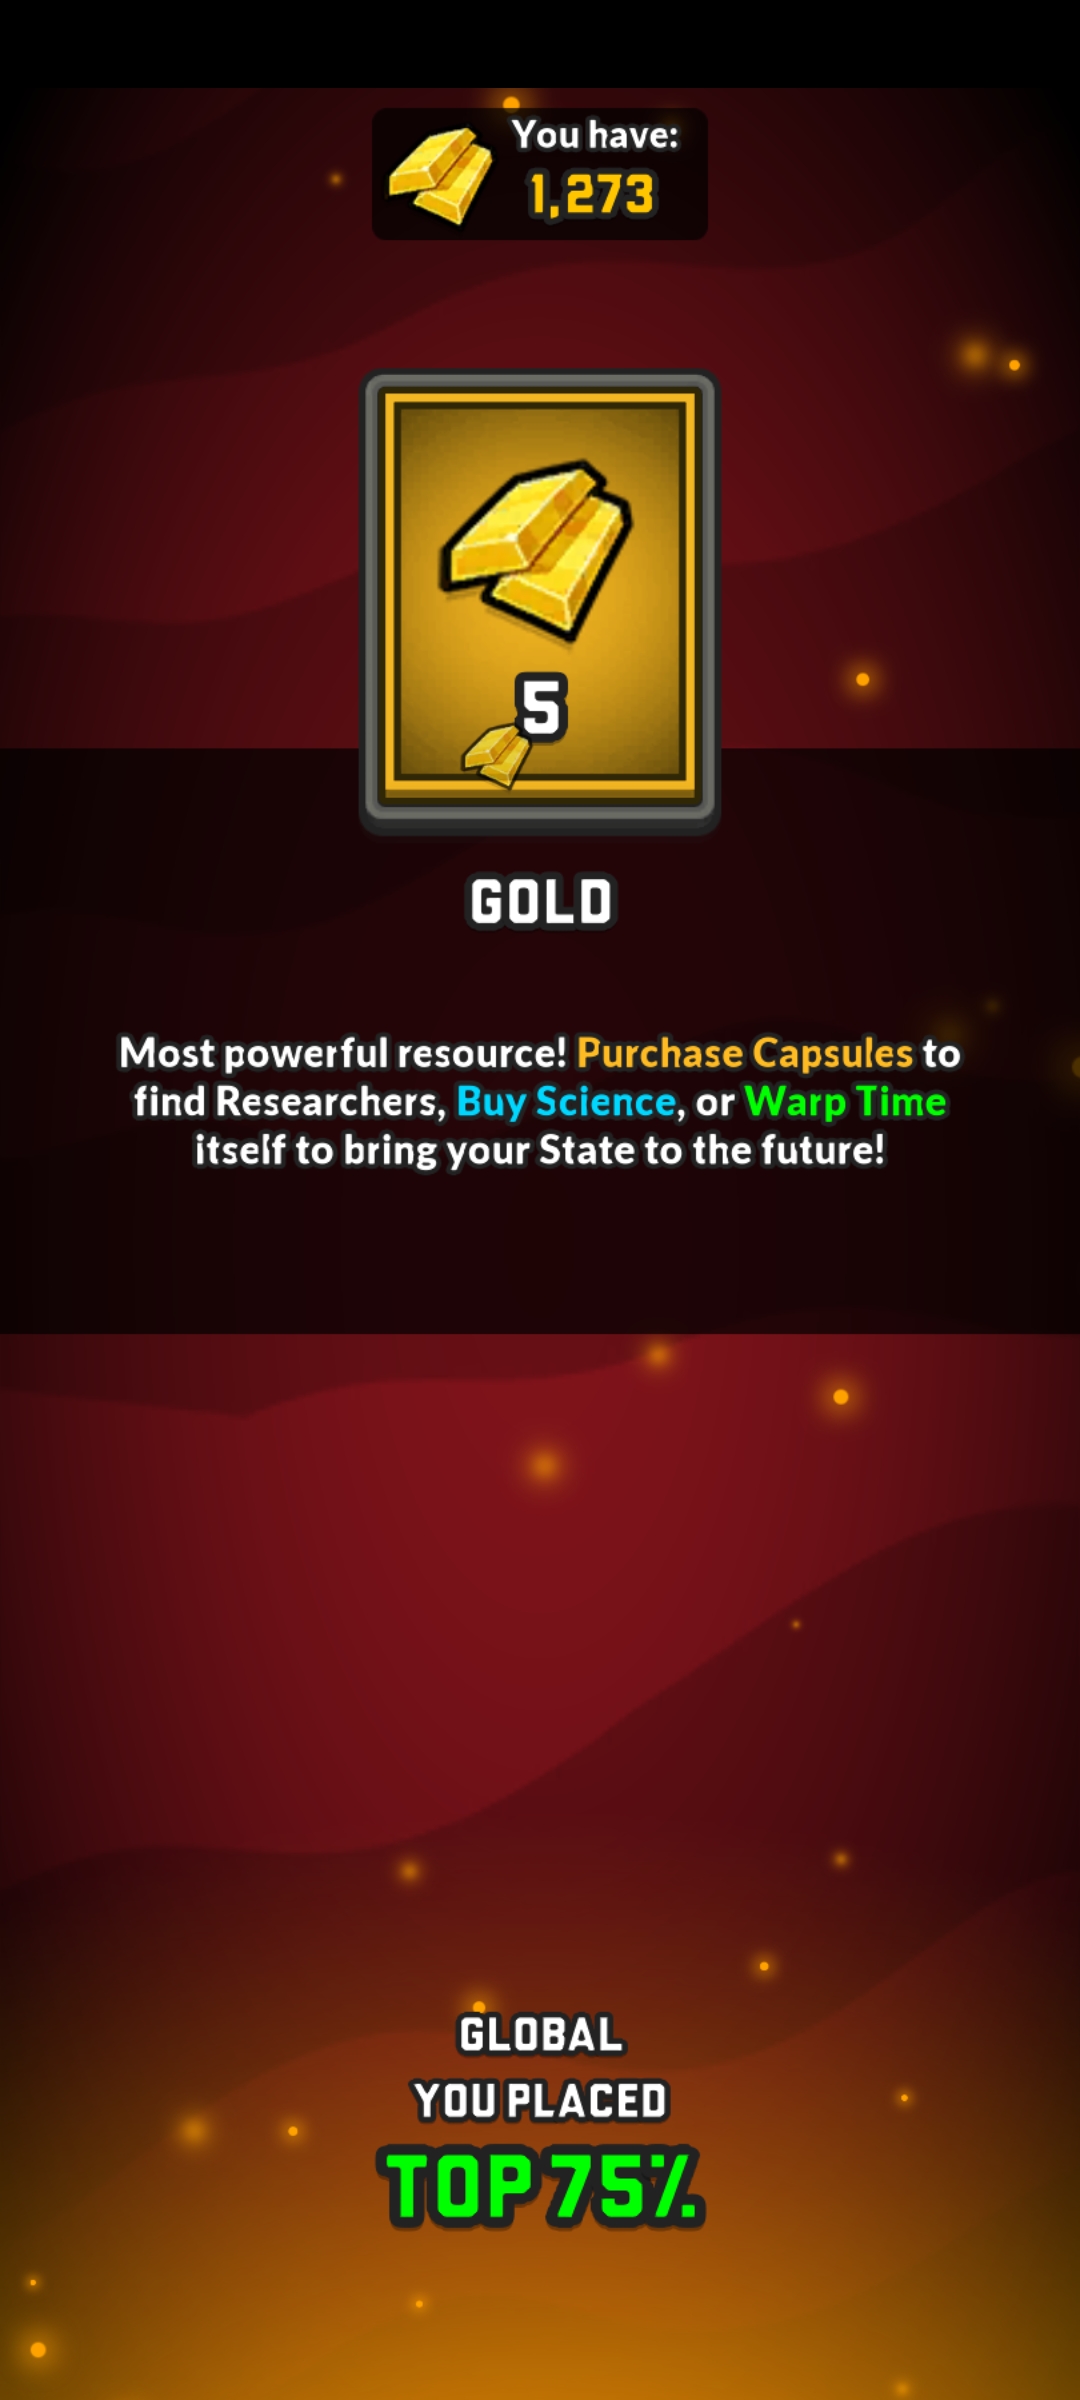 You have:
1,273
5
GOLD
Most powerful resource! Purchase Capsules to
find Researchers, Buy Science, or Warp Time
itself to bring your State to the future!
GLOBAL
YOU PLACED
TOP 75%